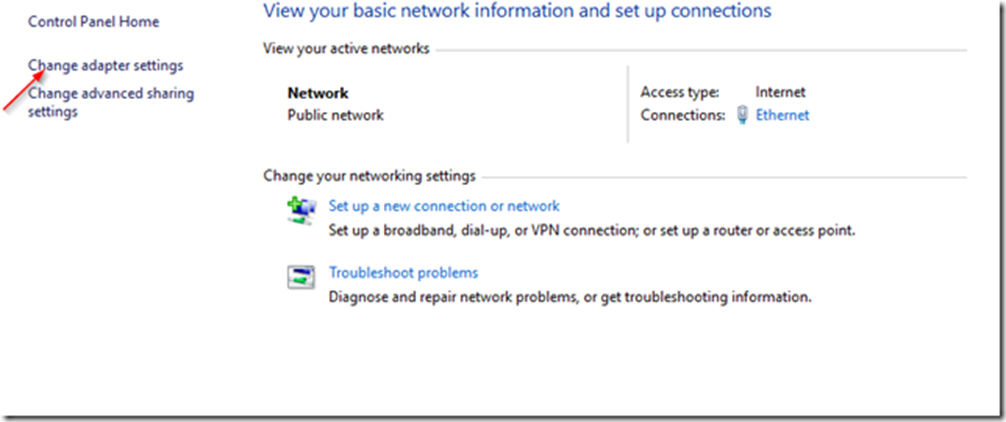 Control Panel Home
Change adapter settings
Change advanced sharing
settings
View your basic network information and set up connections
View your active networks
Network
Public network
Access type: Internet
Connections: Ethernet
Change your networking settings
Set up a new connection or network
Set up a broadband, dial-up, or VPN connection; or set up a router or access point.
Troubleshoot problems
Diagnose and repair network problems, or get troubleshooting information.